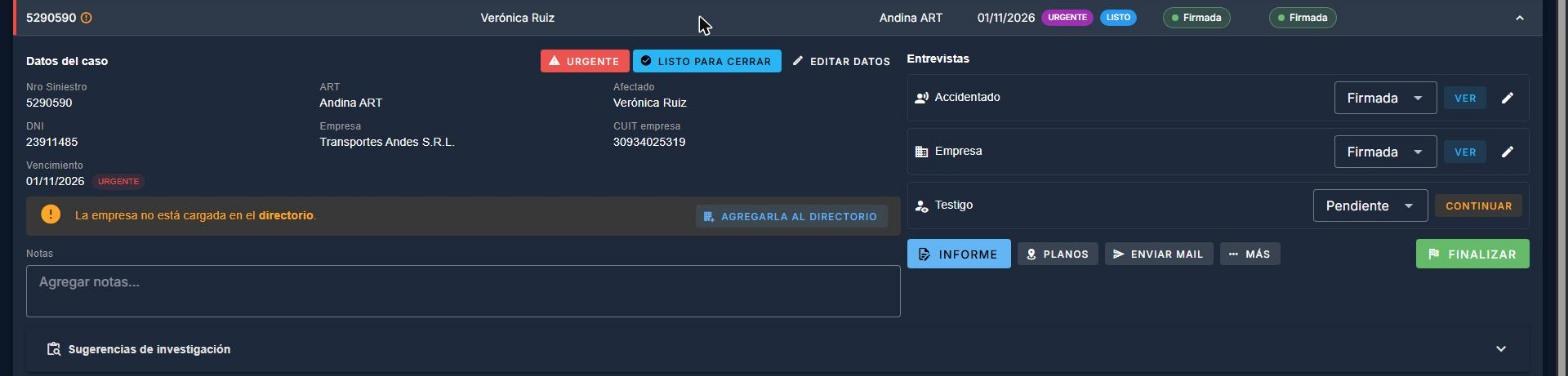 5290590 Verónica Ruiz Andina ART 01/11/2026 URGENTE LISTO Firmada Firmada
Datos del caso URGENTE LISTO PARA CERRAR EDITAR DATOS
Nro Siniestro ART Afectado
5290590 Andina ART Verónica Ruiz
DNI Empresa CUIT empresa
23911485 Transportes Andes S.R.L. 30934025319
Vencimiento
01/11/2026 URGENTE
La empresa no está cargada en el directorio. AGREGARLA AL DIRECTORIO
Notas
Agregar notas...
Entrevistas
Accidentado Firmada VER
Empresa Firmada VER
Testigo Pendiente CONTINUAR
INFORME PLANOS ENVIAR MAIL MÁS FINALIZAR
Sugerencias de investigación